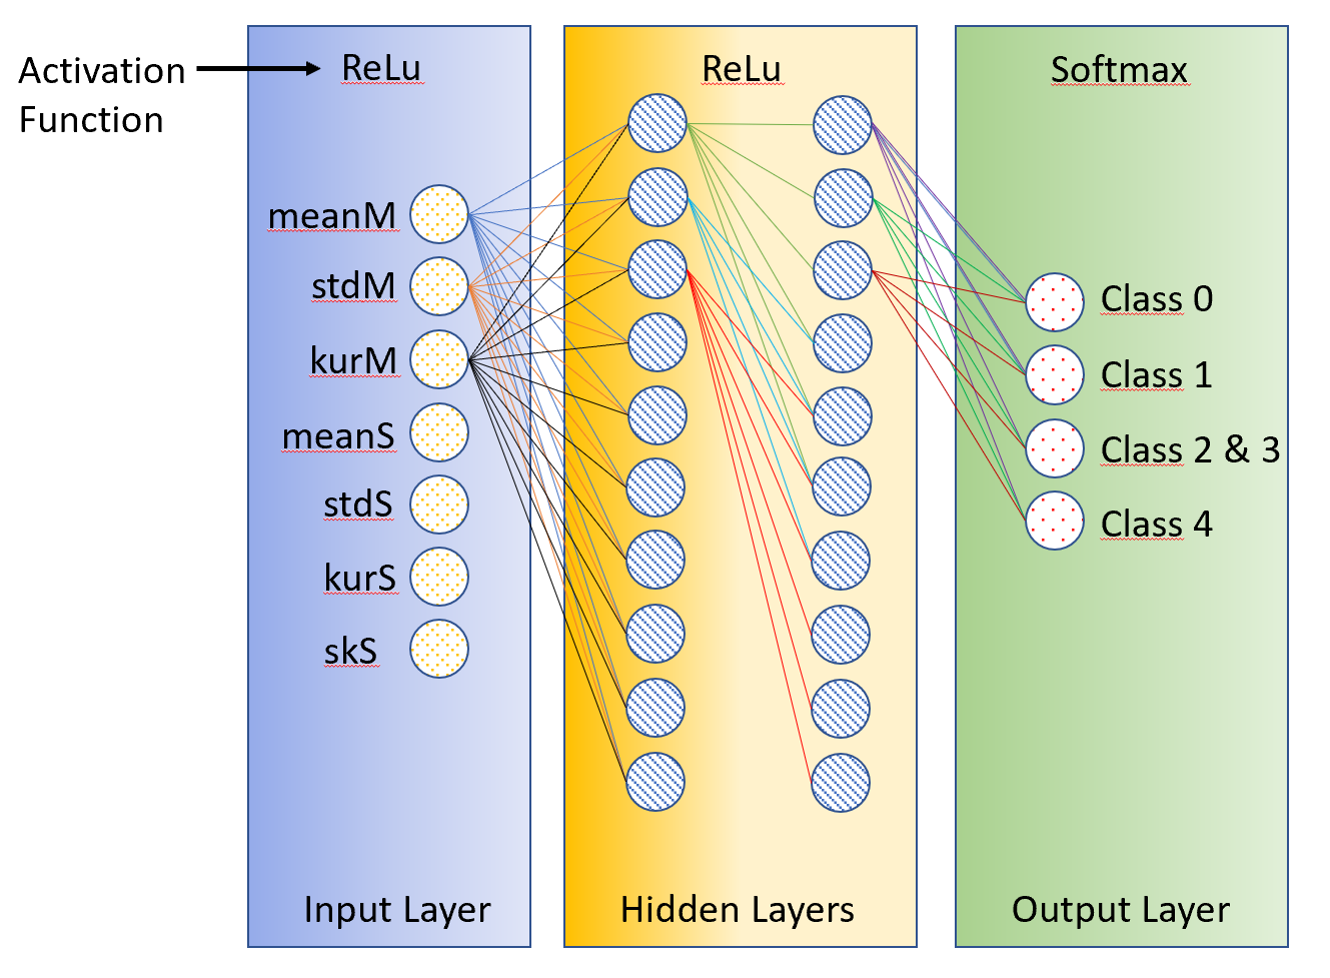 Activation
Function
ReLu
ReLu
Softmax
meanM
stdM
kurM
meanS
stdS
kurS
skS
Class 0
Class 1
Class 2 & 3
Class 4
Input Layer
Hidden Layers
Output Layer